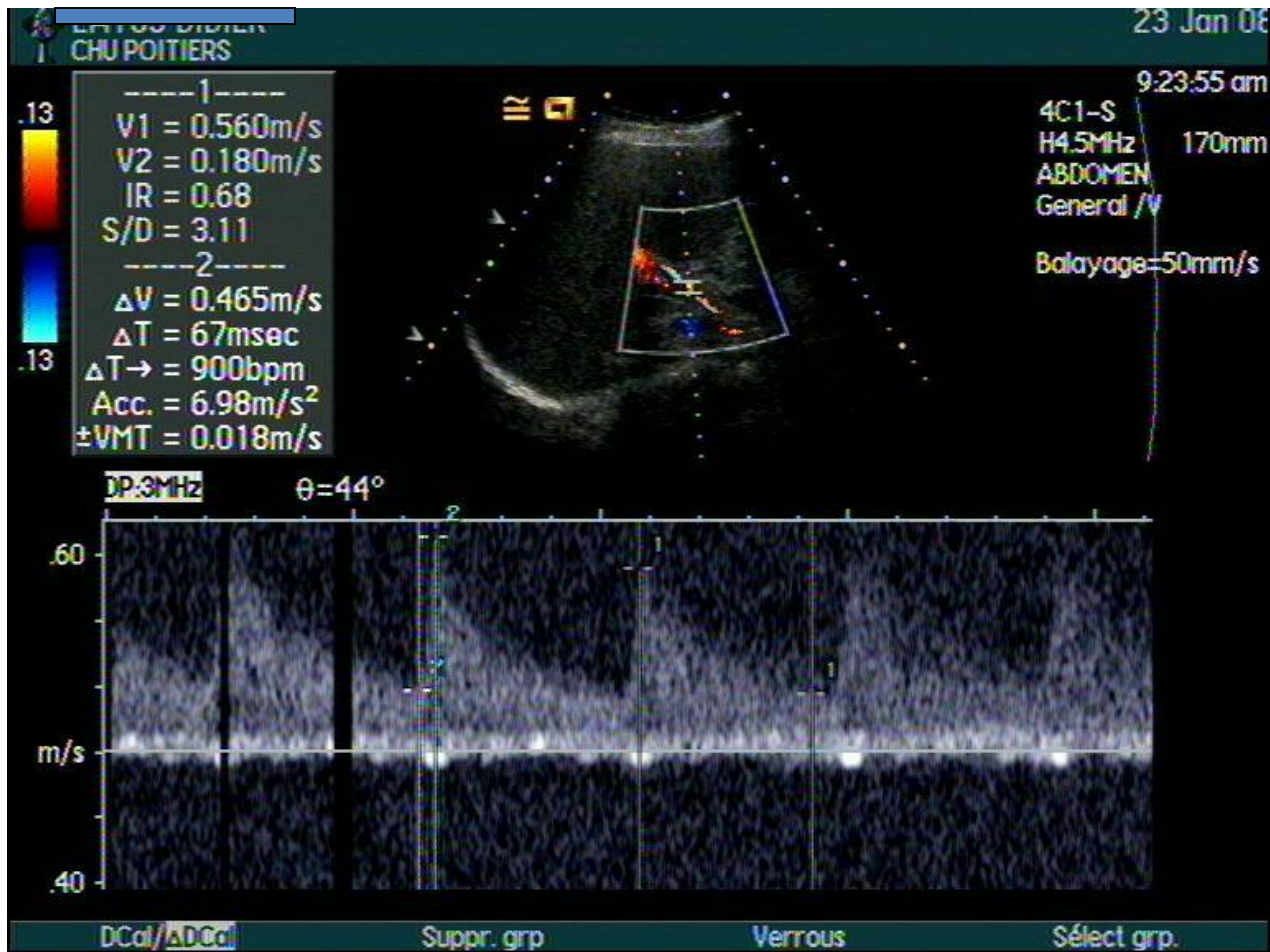 CHU POITIERS
23 Jan 08
9:23:55 am
----1----
V1 = 0.560m/s
V2 = 0.180m/s
IR = 0.68
S/D = 3.11
----2----
ΔV = 0.465m/s
ΔT = 67msec
ΔT→ = 900bpm
Acc. = 6.98m/s²
±VMT = 0.018m/s
.13
.13
4C1-S
H4.5MHz 170mm
ABDOMEN
General /V
Balayage=50mm/s
DP:3MHz θ=44°
2
1
.60
2
1
m/s
.40
DCal/ΔDCal Suppr. grp Verrous Sélect grp.